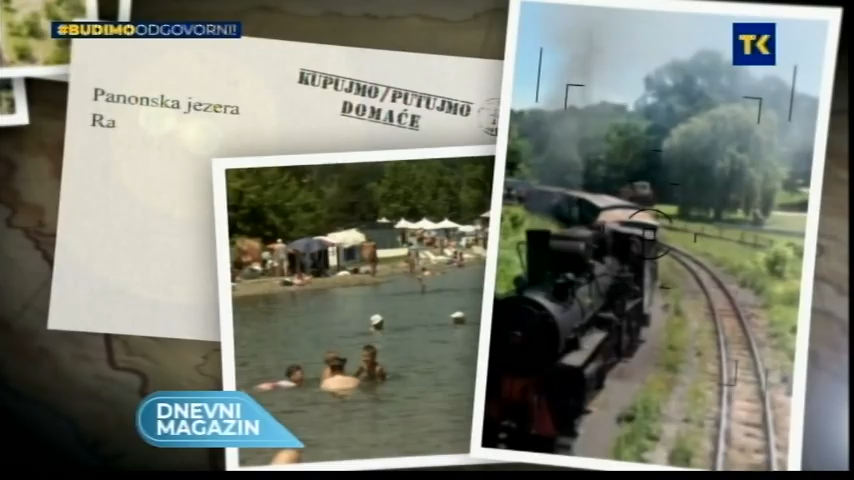 #BUDIMOODGOVORNI!
TK
KUPUJMO/PUTUJMO
DOMAĆE
Panonska jezera
Ra
DNEVNI
MAGAZIN